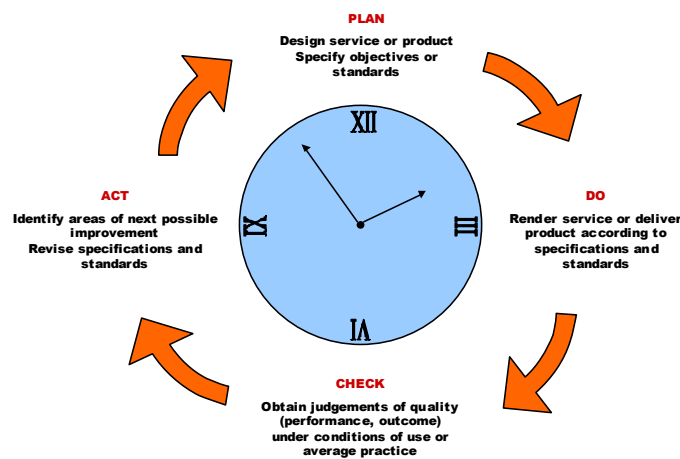 PLAN
Design service or product
Specify objectives or
standards
XII
III
VI
IX
DO
Render service or deliver
product according to
specifications and
standards
CHECK
Obtain judgements of quality
(performance, outcome)
under conditions of use or
average practice
ACT
Identify areas of next possible
improvement
Revise specifications and
standards